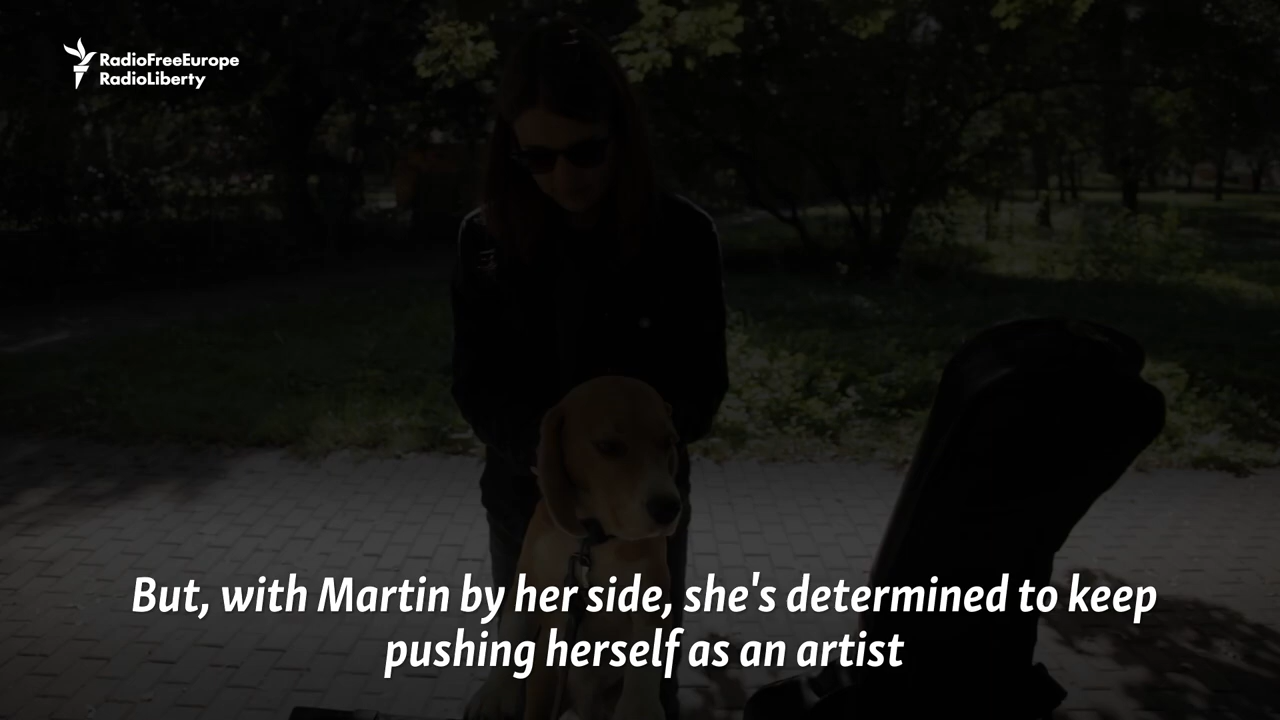 RadioFreeEurope
RadioLiberty
But, with Martin by her side, she's determined to keep
pushing herself as an artist